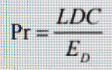 Pr = LDC / E_D